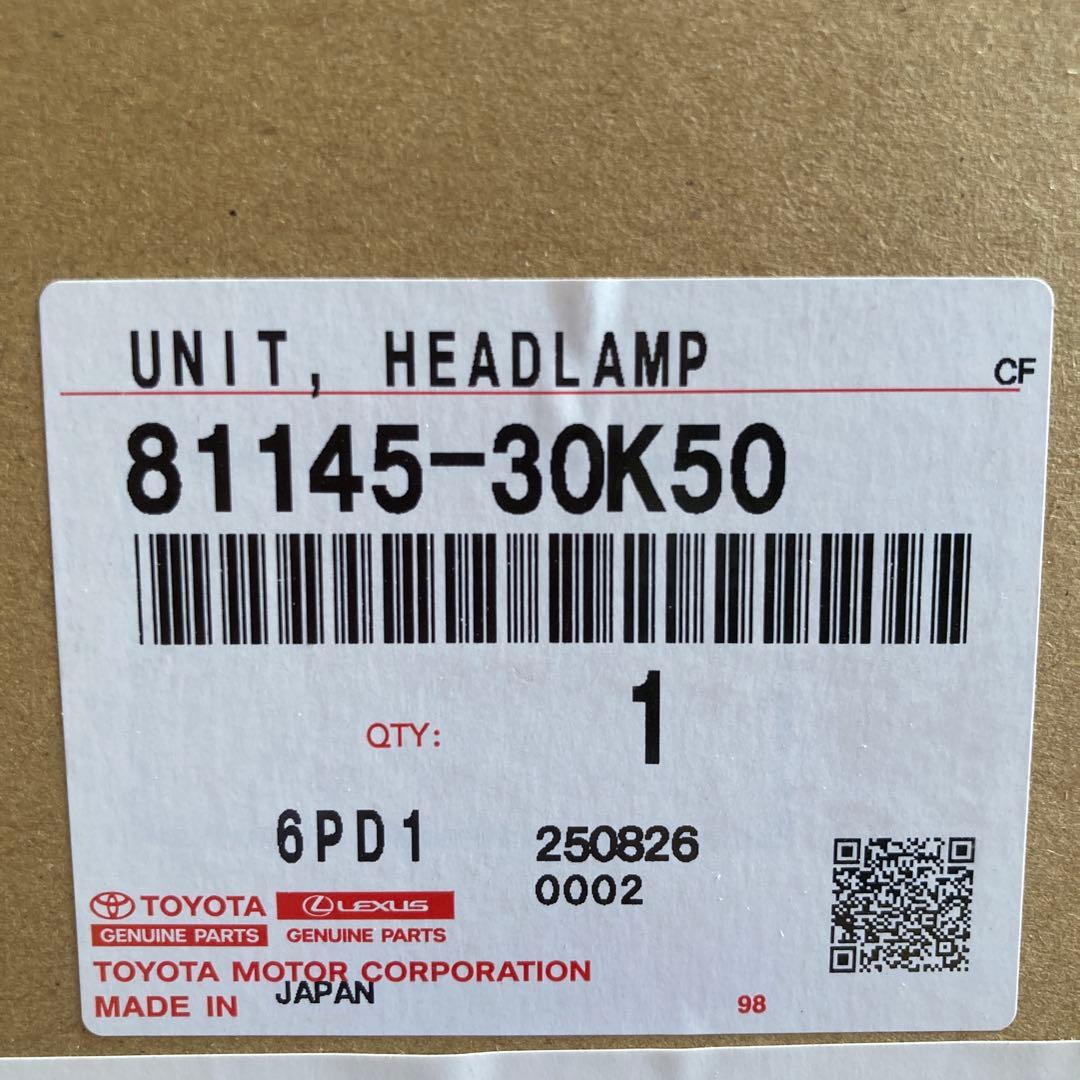 UNIT, HEADLAMP
CF
81145-30K50
QTY: 1
6PD1 250826
0002
TOYOTA LEXUS
GENUINE PARTS GENUINE PARTS
TOYOTA MOTOR CORPORATION
MADE IN JAPAN
98